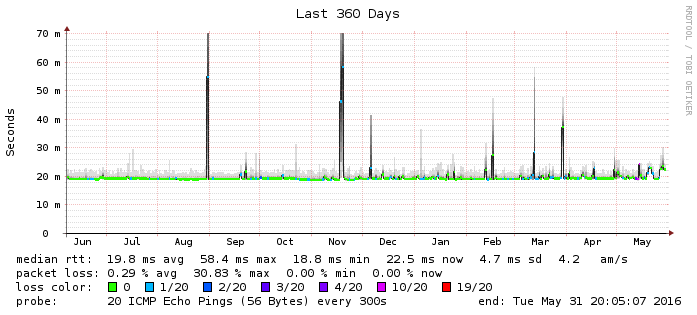 Last 360 Days
RRDTOOL / TOBI OETIKER
Seconds
70 m
60 m
50 m
40 m
30 m
20 m
10 m
0
Jun Jul Aug Sep Oct Nov Dec Jan Feb Mar Apr May
median rtt: 19.8 ms avg 58.4 ms max 18.8 ms min 22.5 ms now 4.7 ms sd 4.2 am/s
packet loss: 0.29 % avg 30.83 % max 0.00 % min 0.00 % now
loss color: 0 1/20 2/20 3/20 4/20 10/20 19/20
probe: 20 ICMP Echo Pings (56 Bytes) every 300s end: Tue May 31 20:05:07 2016